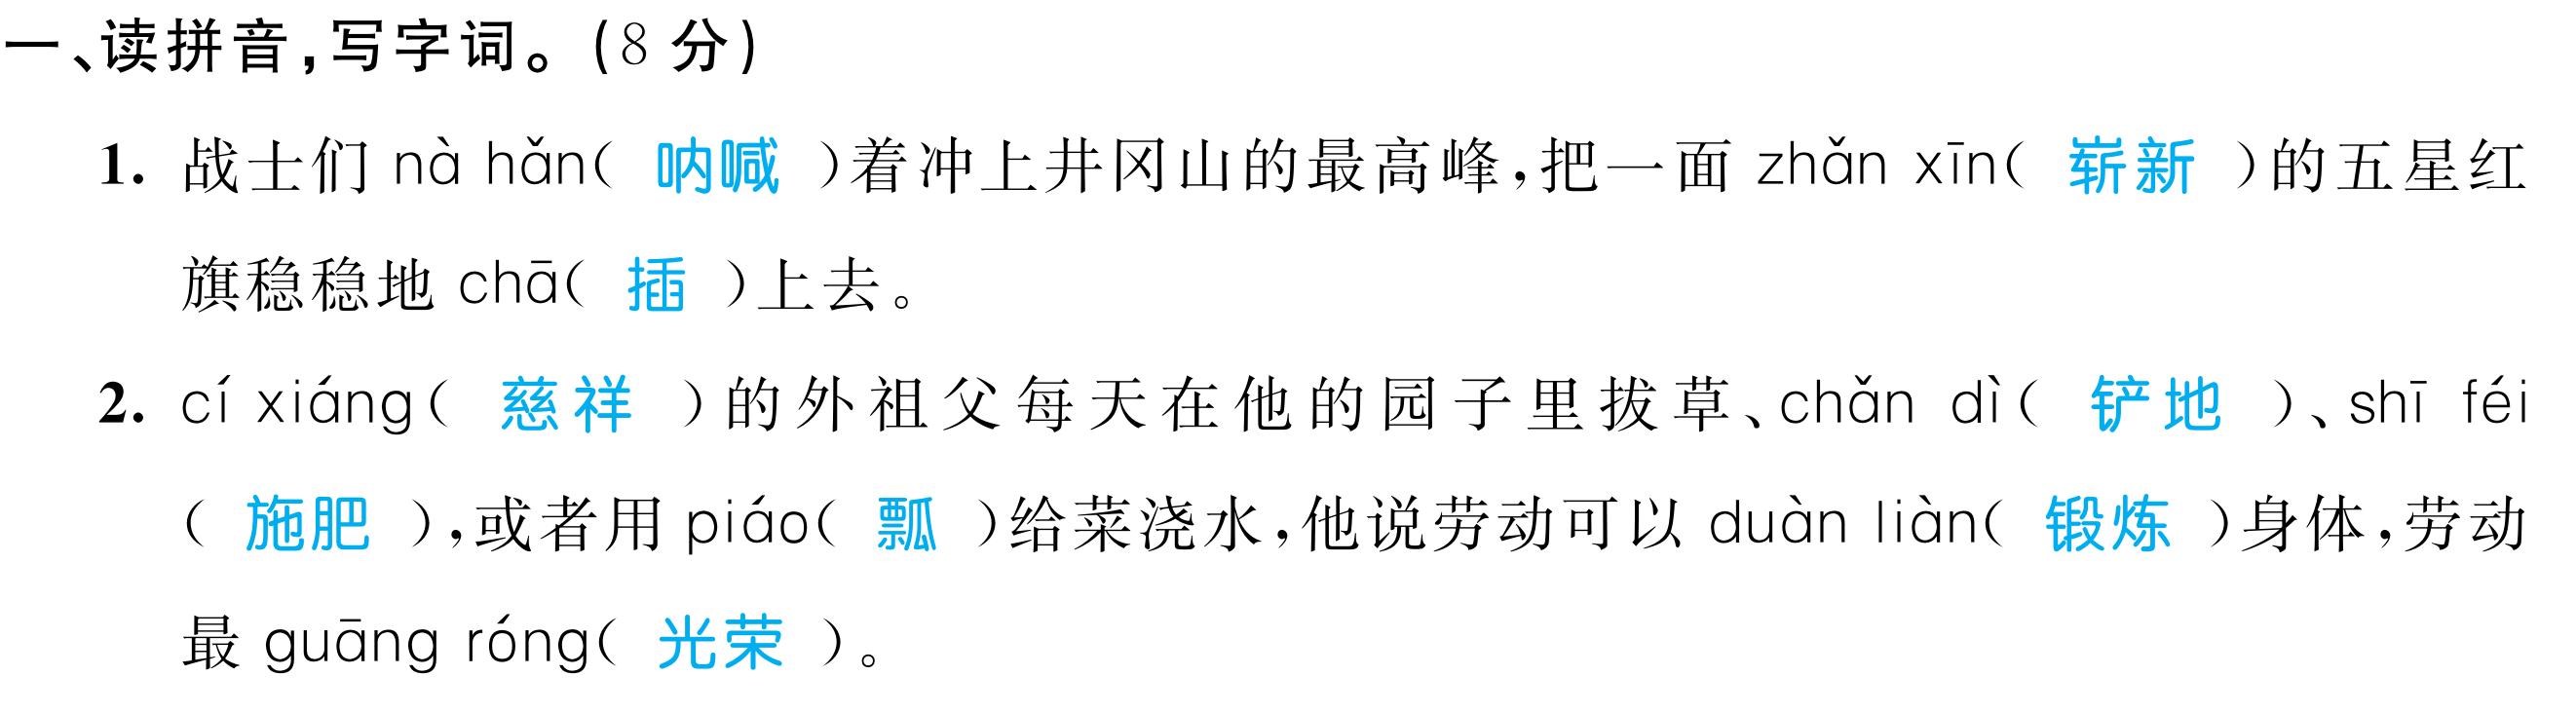 一、读拼音,写字词。(8 分)
1. 战士们 nà hǎn( 呐喊 )着冲上井冈山的最高峰,把一面 zhǎn xīn( 崭新 )的五星红
旗稳稳地 chā( 插 )上去。
2. cí xiáng( 慈祥 )的外祖父每天在他的园子里拔草、chǎn dì( 铲地 )、shī féi
( 施肥 ),或者用 piáo( 瓢 )给菜浇水,他说劳动可以 duàn liàn( 锻炼 )身体,劳动
最 guāng róng( 光荣 )。